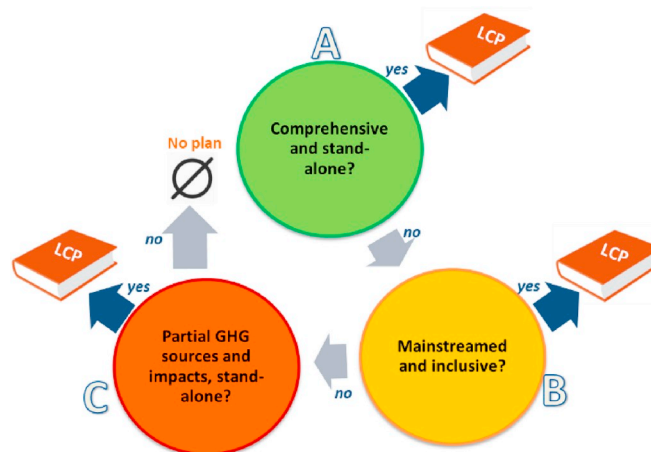 A
yes
LCP
Comprehensive
and stand-
alone?
No plan
no
no
LCP
yes
LCP
yes
Partial GHG
sources and
impacts, stand-
alone?
Mainstreamed
and inclusive?
no
C
B